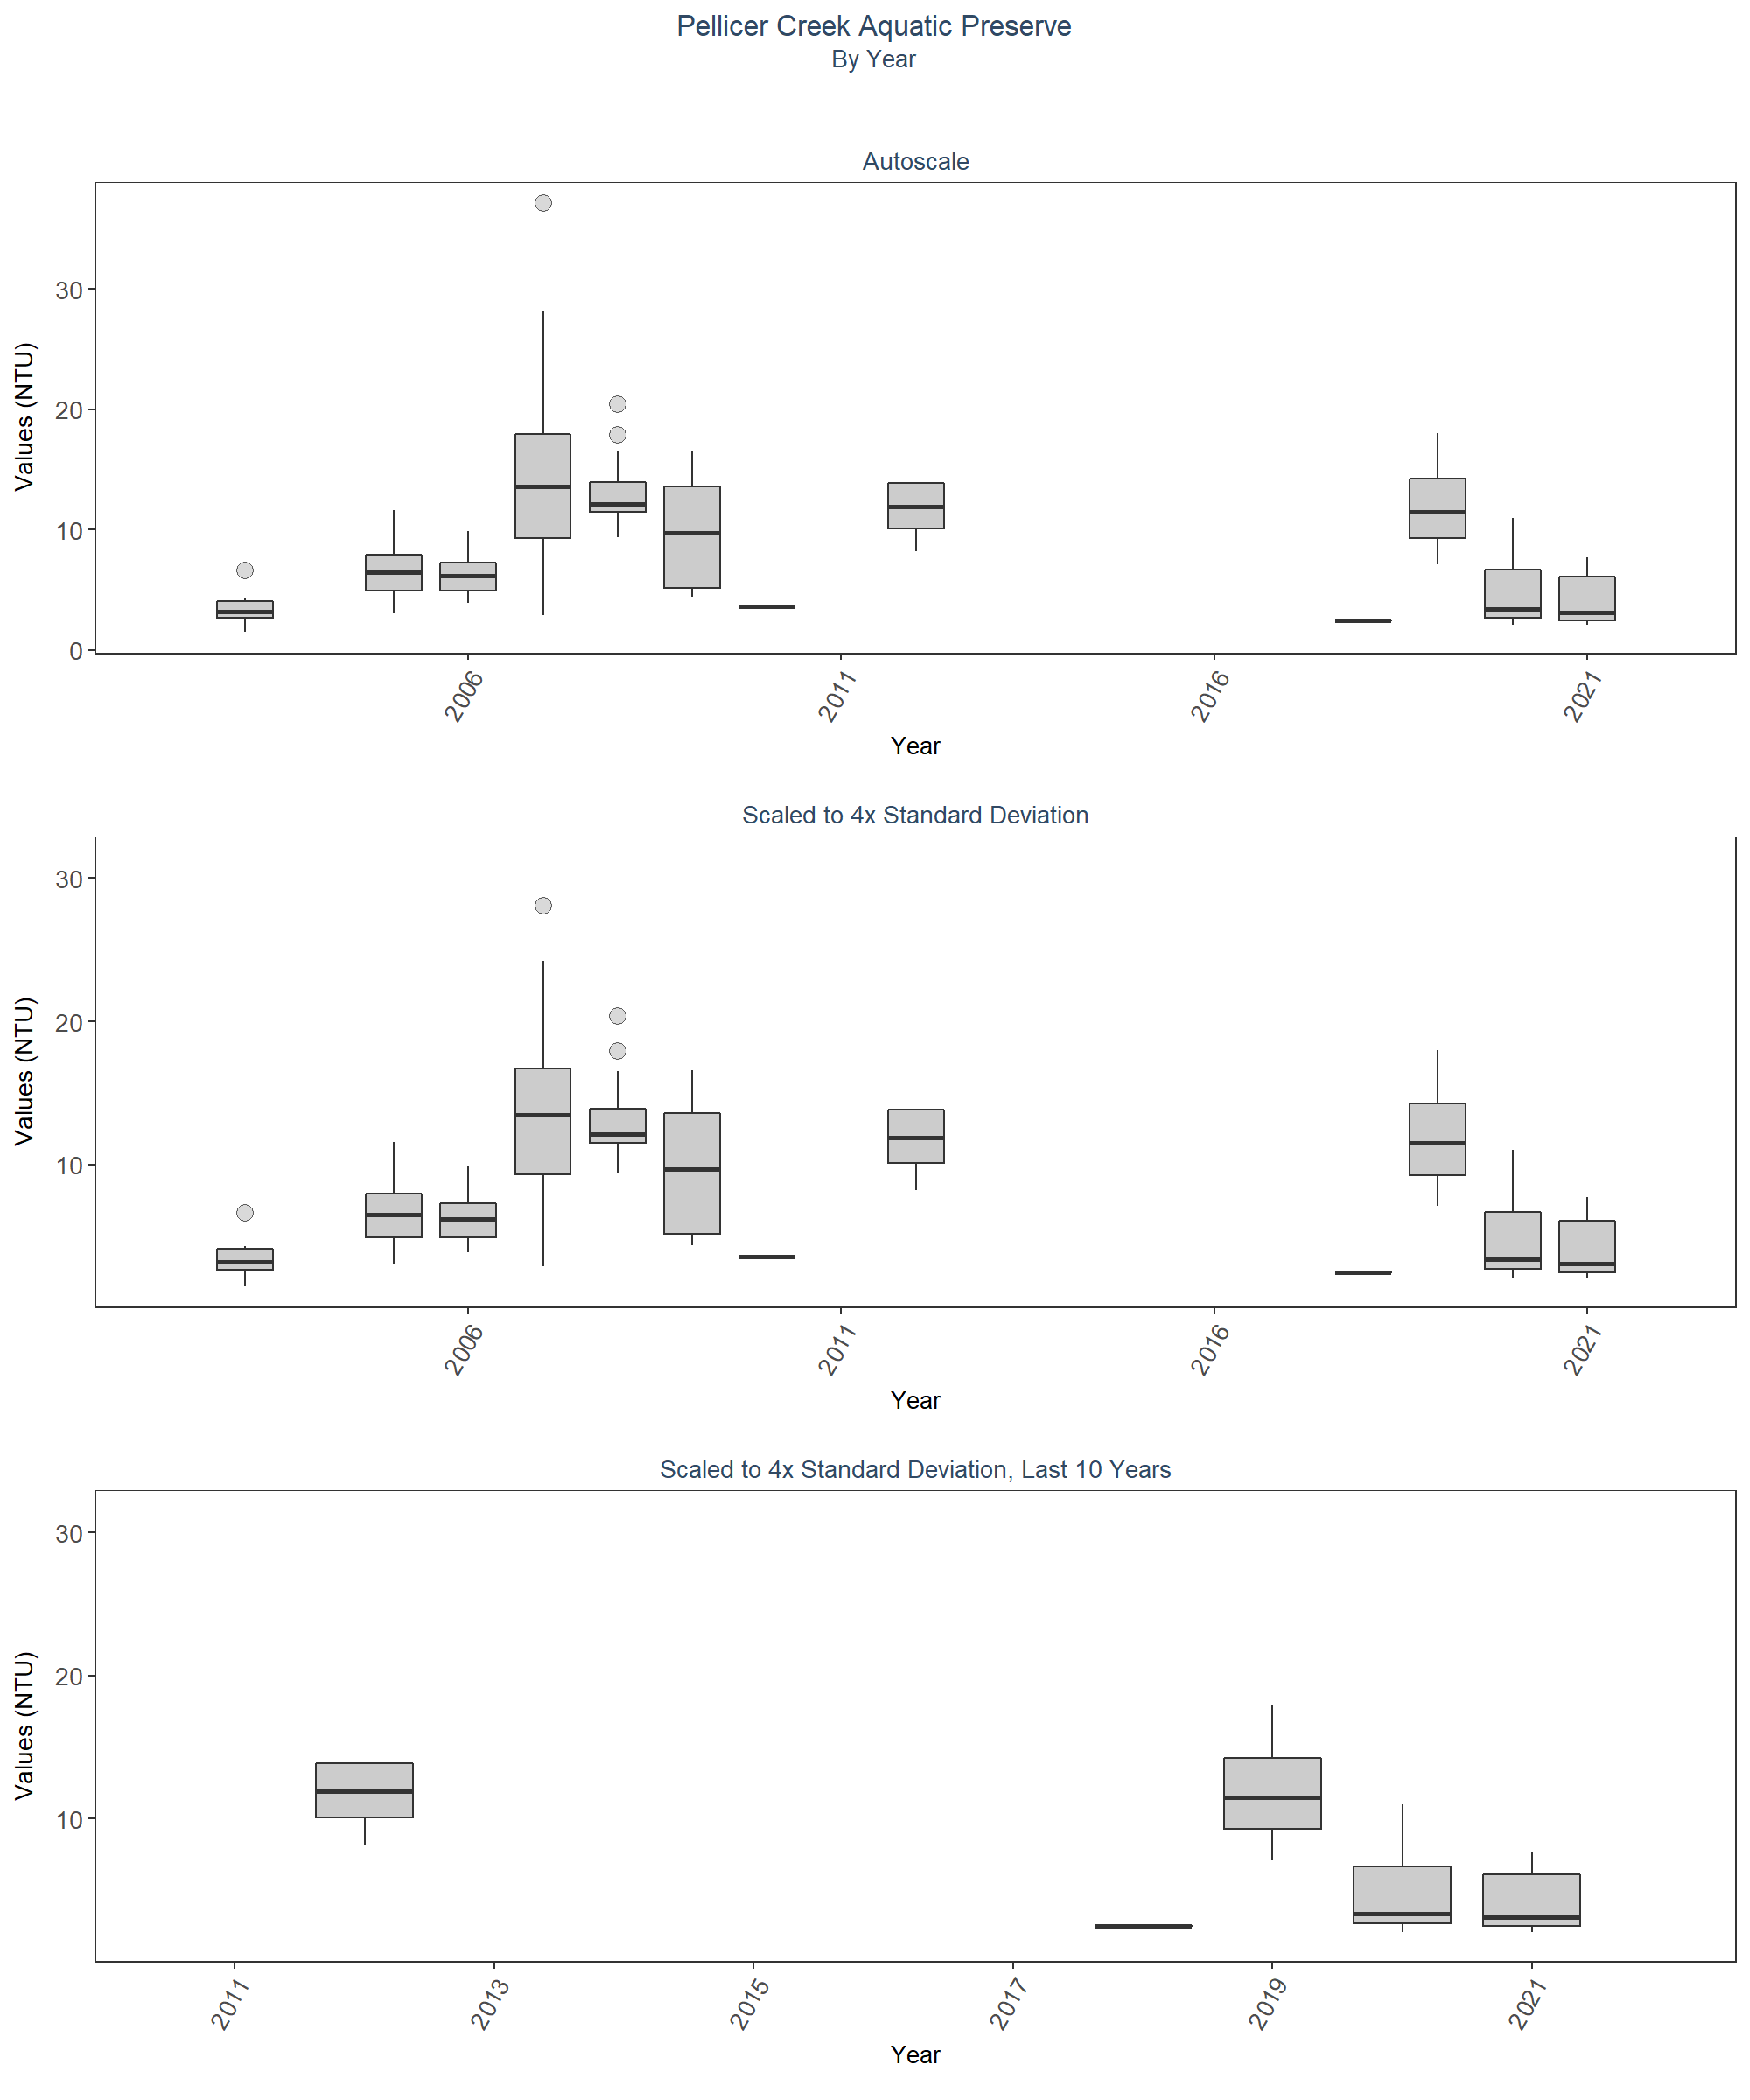 Pellicer Creek Aquatic Preserve
By Year
Autoscale
Values (NTU)
30
20
10
0
2006
2011
2016
2021
Year
Scaled to 4x Standard Deviation
Values (NTU)
30
20
10
2006
2011
2016
2021
Year
Scaled to 4x Standard Deviation, Last 10 Years
Values (NTU)
30
20
10
2011
2013
2015
2017
2019
2021
Year